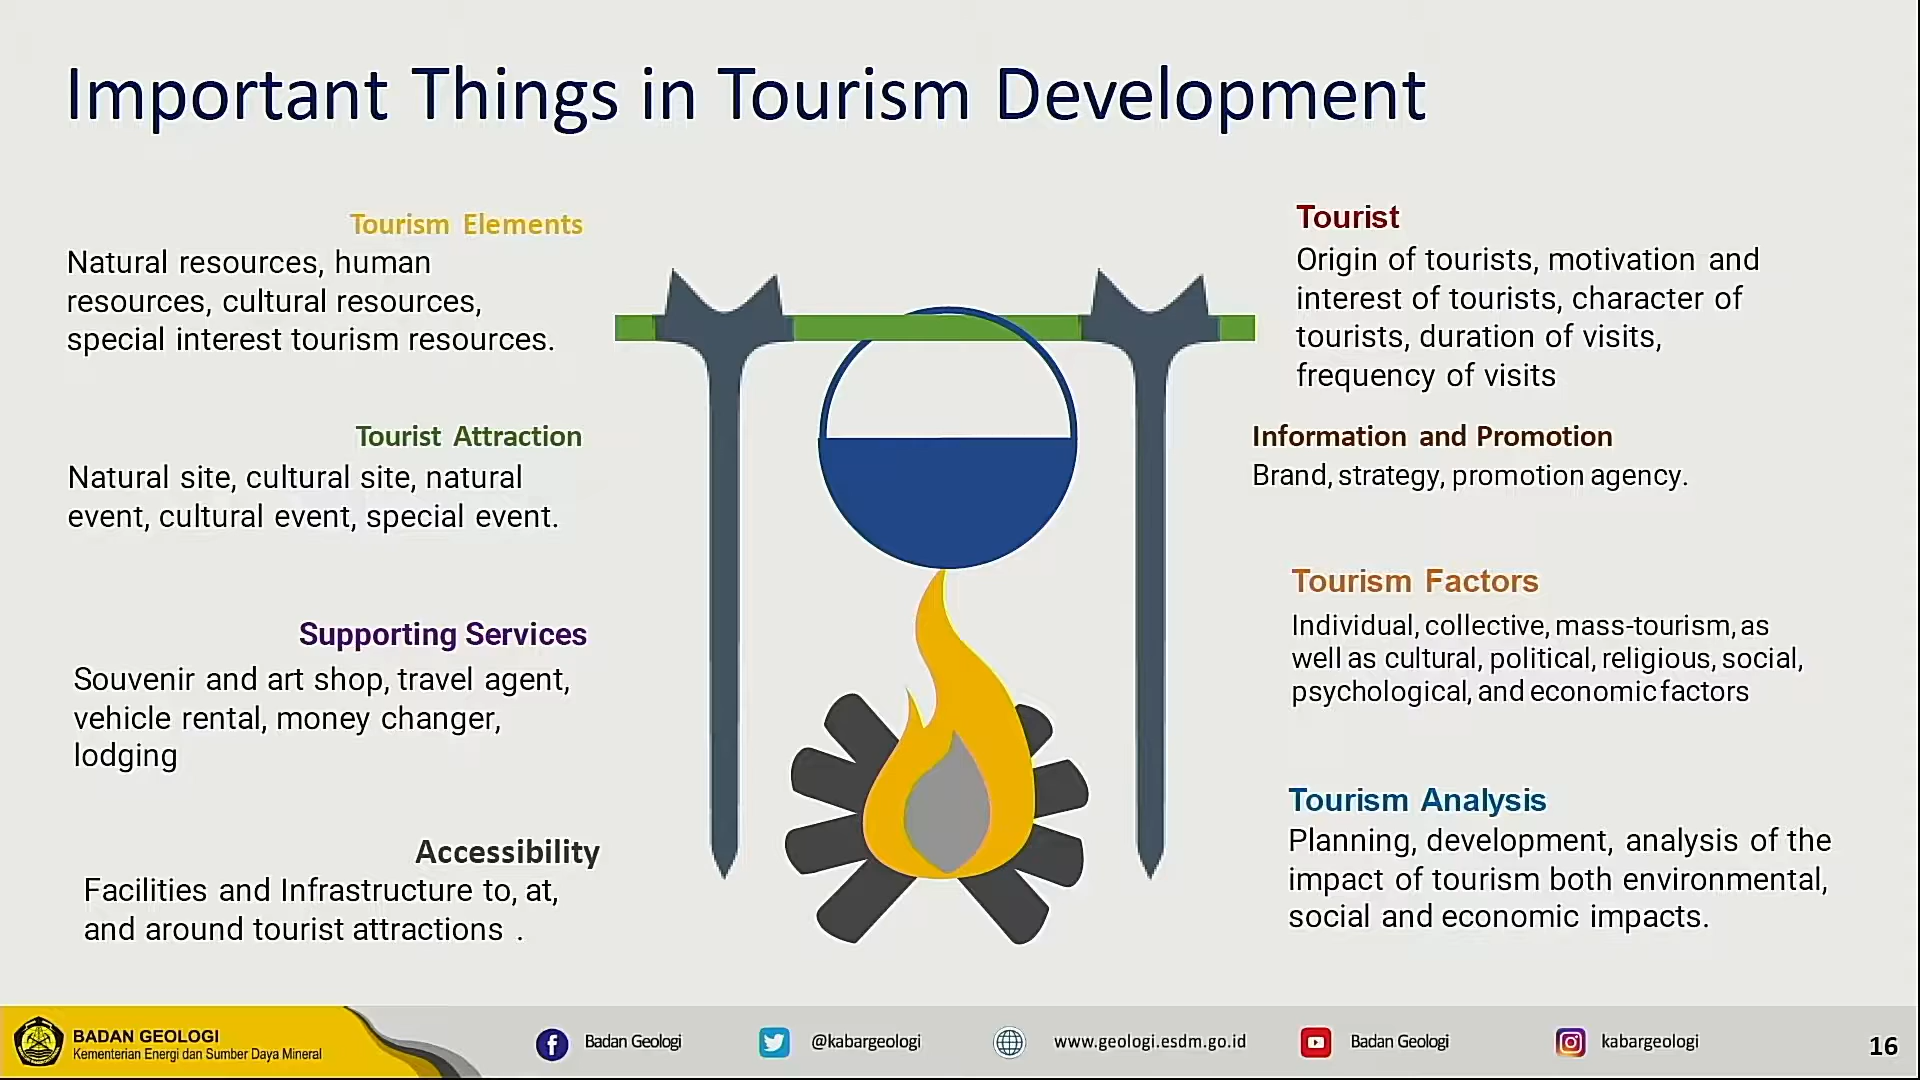 Important Things in Tourism Development
Tourism Elements
Natural resources, human
resources, cultural resources,
special interest tourism resources.
Tourist Attraction
Natural site, cultural site, natural
event, cultural event, special event.
Supporting Services
Souvenir and art shop, travel agent,
vehicle rental, money changer,
lodging
Accessibility
Facilities and Infrastructure to, at,
and around tourist attractions .
Tourist
Origin of tourists, motivation and
interest of tourists, character of
tourists, duration of visits,
frequency of visits
Information and Promotion
Brand, strategy, promotion agency.
Tourism Factors
Individual, collective, mass-tourism, as
well as cultural, political, religious, social,
psychological, and economic factors
Tourism Analysis
Planning, development, analysis of the
impact of tourism both environmental,
social and economic impacts.
BADAN GEOLOGI
Kementerian Energi dan Sumber Daya Mineral
Badan Geologi
@kabargeologi
www.geologi.esdm.go.id
Badan Geologi
kabargeologi
16